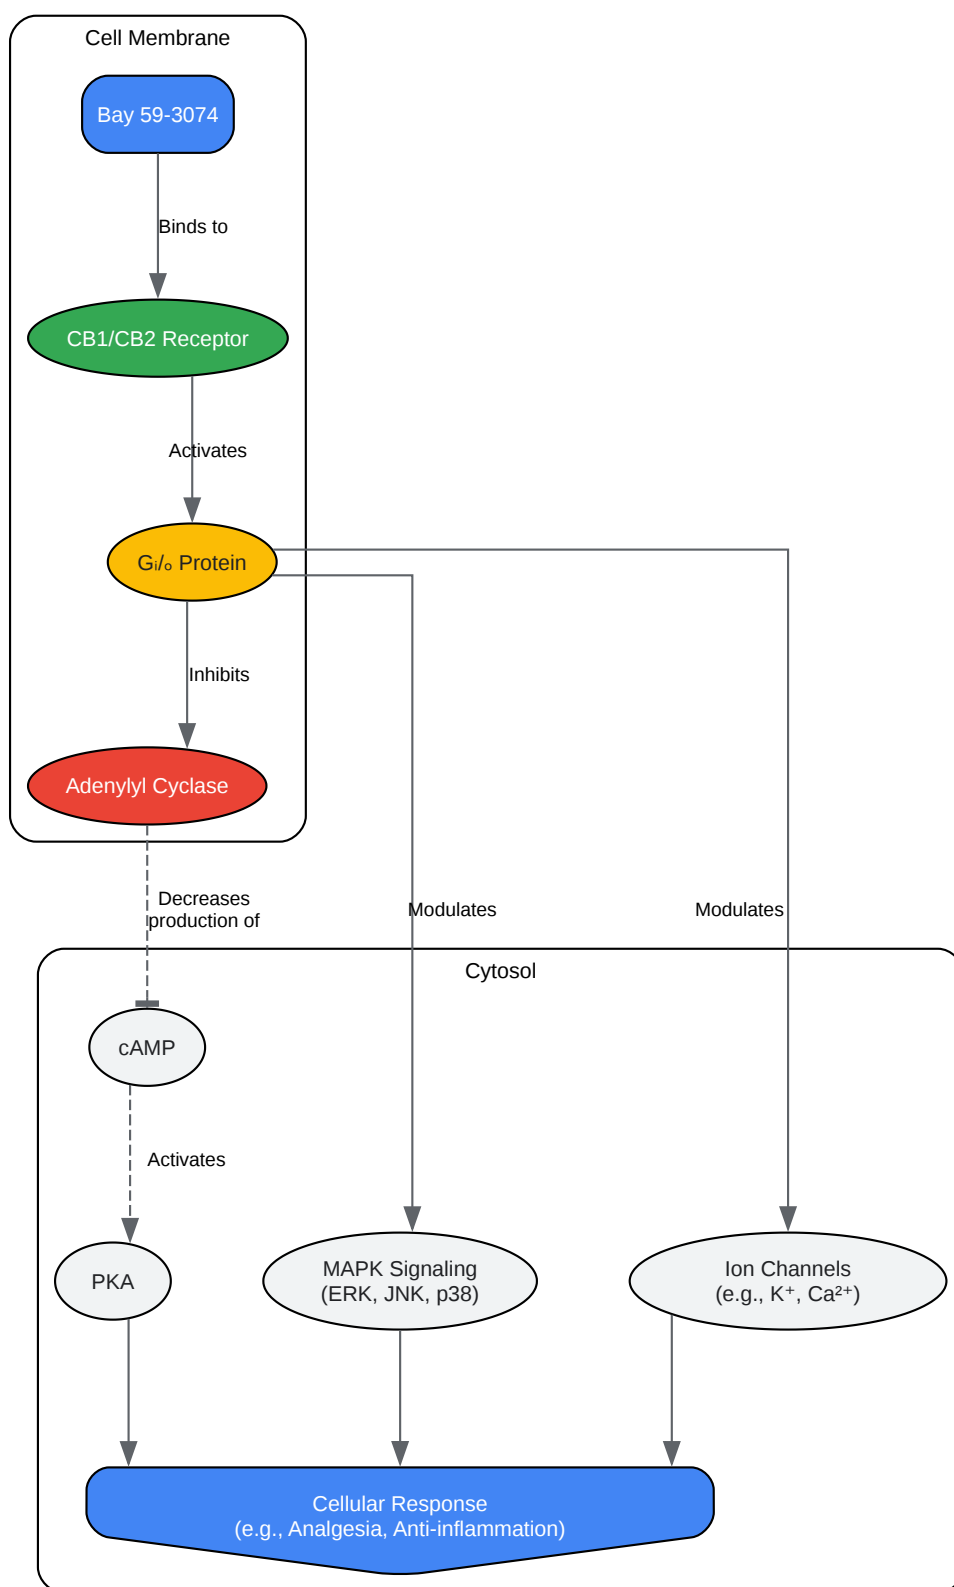 Cell Membrane
Bay 59-3074
Binds to
CB1/CB2 Receptor
Activates
Gᵢ/ₒ Protein
Inhibits
Adenylyl Cyclase
Decreases
production of
Modulates
Modulates
Cytosol
cAMP
Activates
PKA
MAPK Signaling
(ERK, JNK, p38)
Ion Channels
(e.g., K⁺, Ca²⁺)
Cellular Response
(e.g., Analgesia, Anti-inflammation)